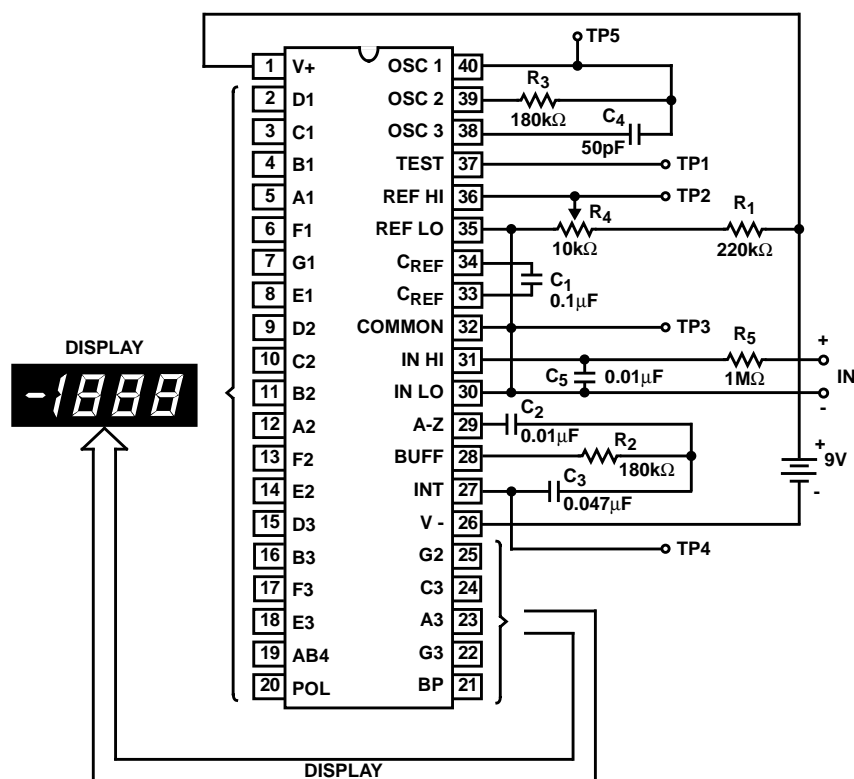 TP5
1 V+ OSC 1 40
2 D1 OSC 2 39 R3 180kΩ
3 C1 OSC 3 38 C4 50pF
4 B1 TEST 37 TP1
5 A1 REF HI 36 TP2
6 F1 REF LO 35 R4 10kΩ R1 220kΩ
7 G1 CREF 34
8 E1 CREF 33 C1 0.1µF
9 D2 COMMON 32 TP3
10 C2 IN HI 31 R5 1MΩ +
DISPLAY
-1888
C5 0.01µF IN
11 B2 IN LO 30 -
12 A2 A-Z 29 C2 0.01µF
13 F2 BUFF 28 R2 180kΩ
14 E2 INT 27 C3 0.047µF
+ 9V -
15 D3 V - 26
TP4
16 B3 G2 25
17 F3 C3 24
18 E3 A3 23
19 AB4 G3 22
20 POL BP 21
DISPLAY